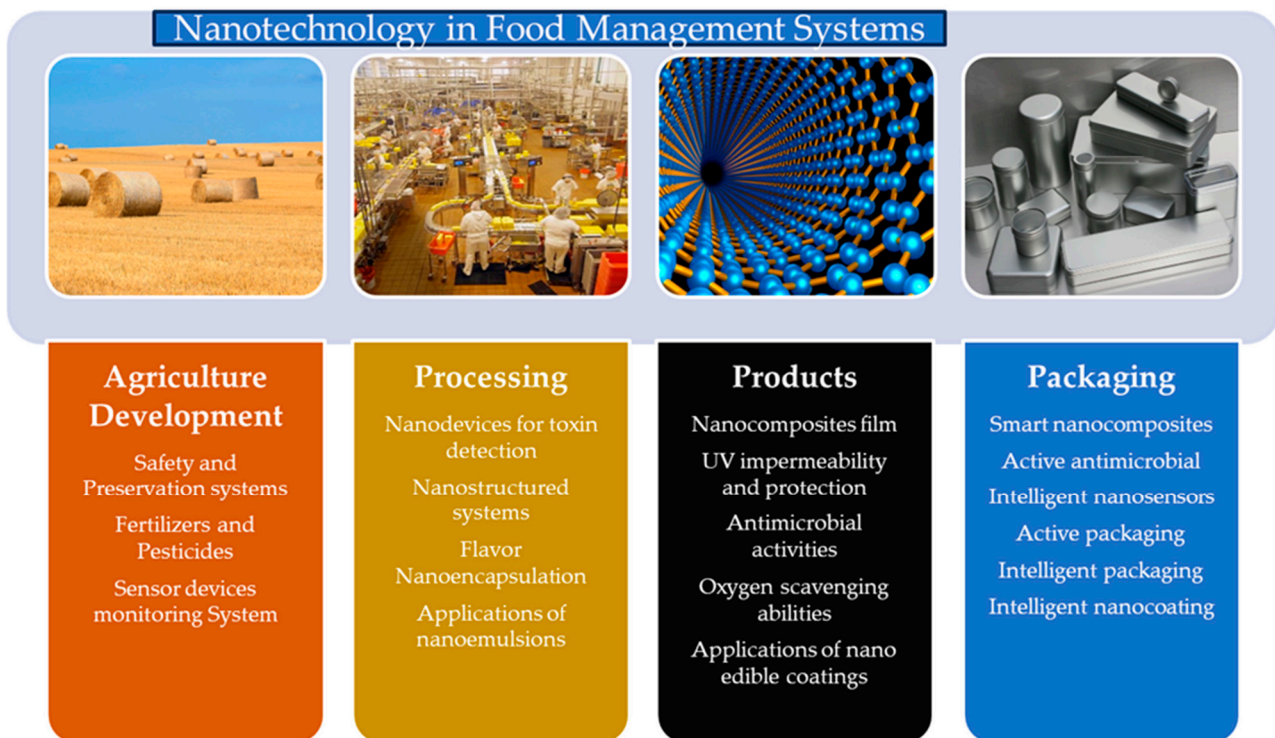 Nanotechnology in Food Management Systems
Agriculture
Development
Safety and
Preservation systems
Fertilizers and
Pesticides
Sensor devices
monitoring System
Processing
Nanodevices for toxin
detection
Nanostructured
systems
Flavor
Nanoencapsulation
Applications of
nanoemulsions
Products
Nanocomposites film
UV impermeability
and protection
Antimicrobial
activities
Oxygen scavenging
abilities
Applications of nano
edible coatings
Packaging
Smart nanocomposites
Active antimicrobial
Intelligent nanosensors
Active packaging
Intelligent packaging
Intelligent nanocoating